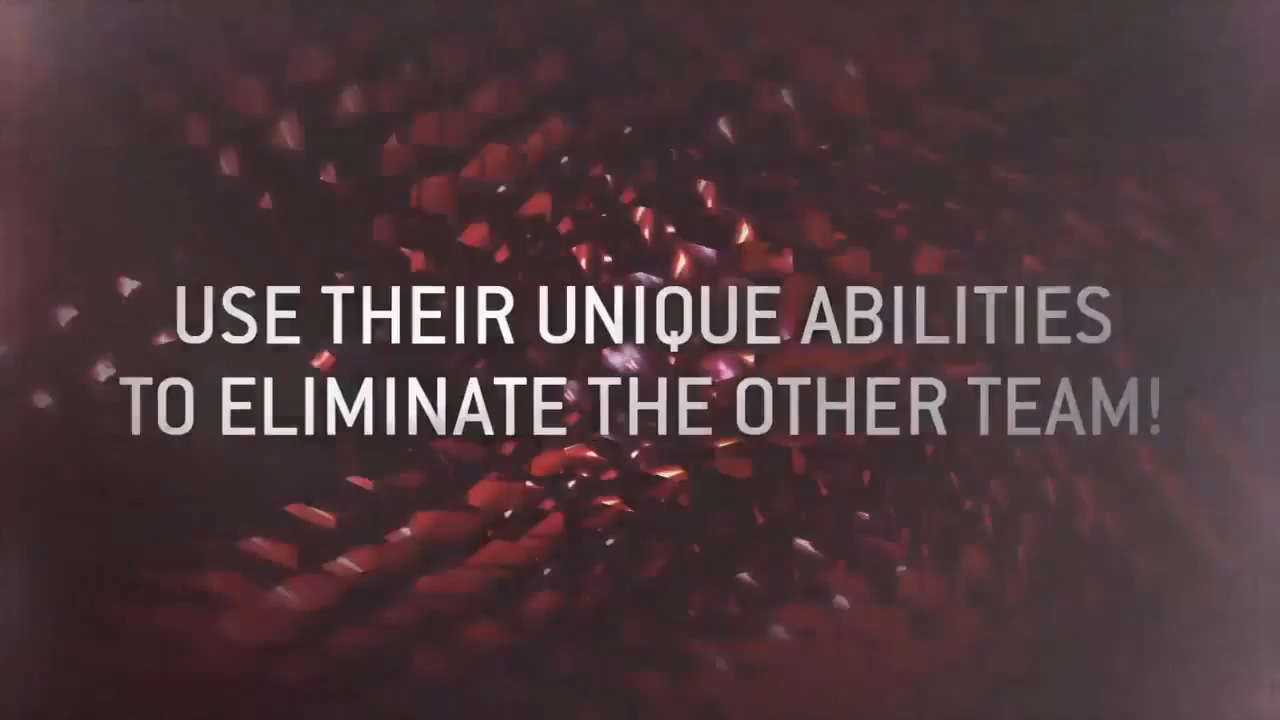 USE THEIR UNIQUE ABILITIES
TO ELIMINATE THE OTHER TEAM!